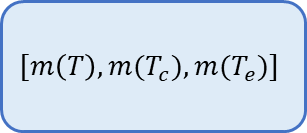 [m(T), m(T_c), m(T_e)]